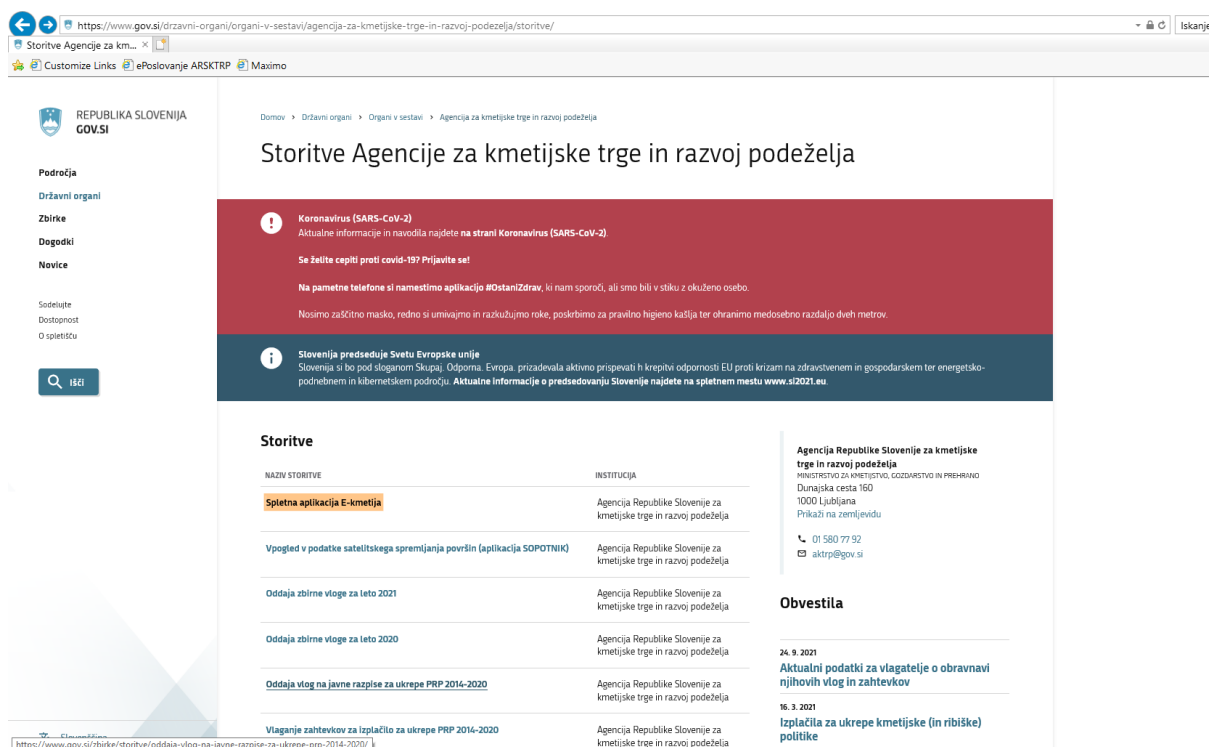 https://www.gov.si/drzavni-organi/organi-v-sestavi/agencija-za-kmetijske-trge-in-razvoj-podezelja/storitve/
Iskanje
Storitve Agencije za km...
Customize Links
ePoslovanje ARSKTRP
Maximo
REPUBLIKA SLOVENIJA
GOV.SI
Področja
Državni organi
Zbirke
Dogodki
Novice
Sodelujte
Dostopnost
O spletišču
Išči
Domov > Državni organi > Organi v sestavi > Agencija za kmetijske trge in razvoj podeželja
Storitve Agencije za kmetijske trge in razvoj podeželja
Koronavirus (SARS-CoV-2)
Aktualne informacije in navodila najdete na strani Koronavirus (SARS-CoV-2).
Se želite cepiti proti covid-19? Prijavite se!
Na pametne telefone si namestimo aplikacijo #OstaniZdrav, ki nam sporoči, ali smo bili v stiku z okuženo osebo.
Nosimo zaščitno masko, redno si umivajmo in razkužujmo roke, poskrbimo za pravilno higieno kašlja ter ohranimo medosebno razdaljo dveh metrov.
Slovenija predseduje Svetu Evropske unije
Slovenija si bo pod sloganom Skupaj. Odporna. Evropa. prizadevala aktivno prispevati h krepitvi odpornosti EU proti krizam na zdravstvenem in gospodarskem ter energetsko-
podnebnem in kibernetskem področju. Aktualne informacije o predsedovanju Slovenije najdete na spletnem mestu www.si2021.eu.
Storitve
NAZIV STORITVE
INSTITUCIJA
Spletna aplikacija E-kmetija
Agencija Republike Slovenije za
kmetijske trge in razvoj podeželja
Vpogled v podatke satelitskega spremljanja površin (aplikacija SOPOTNIK)
Agencija Republike Slovenije za
kmetijske trge in razvoj podeželja
Oddaja zbirne vloge za leto 2021
Agencija Republike Slovenije za
kmetijske trge in razvoj podeželja
Oddaja zbirne vloge za leto 2020
Agencija Republike Slovenije za
kmetijske trge in razvoj podeželja
Oddaja vlog na javne razpise za ukrepe PRP 2014-2020
Agencija Republike Slovenije za
kmetijske trge in razvoj podeželja
Vlaganje zahtevkov za izplačilo za ukrepe PRP 2014-2020
Agencija Republike Slovenije za
kmetijske trge in razvoj podeželja
Agencija Republike Slovenije za kmetijske
trge in razvoj podeželja
MINISTRSTVO ZA KMETIJSTVO, GOZDARSTVO IN PREHRANO
Dunajska cesta 160
1000 Ljubljana
Prikaži na zemljevidu
01 580 77 92
aktrp@gov.si
Obvestila
24. 9. 2021
Aktualni podatki za vlagatelje o obravnavi
njihovih vlog in zahtevkov
16. 3. 2021
Izplačila za ukrepe kmetijske (in ribiške)
politike
Slovenščina
https://www.gov.si/zbirke/storitve/oddaja-vlog-na-javne-razpise-za-ukrepe-prp-2014-2020/